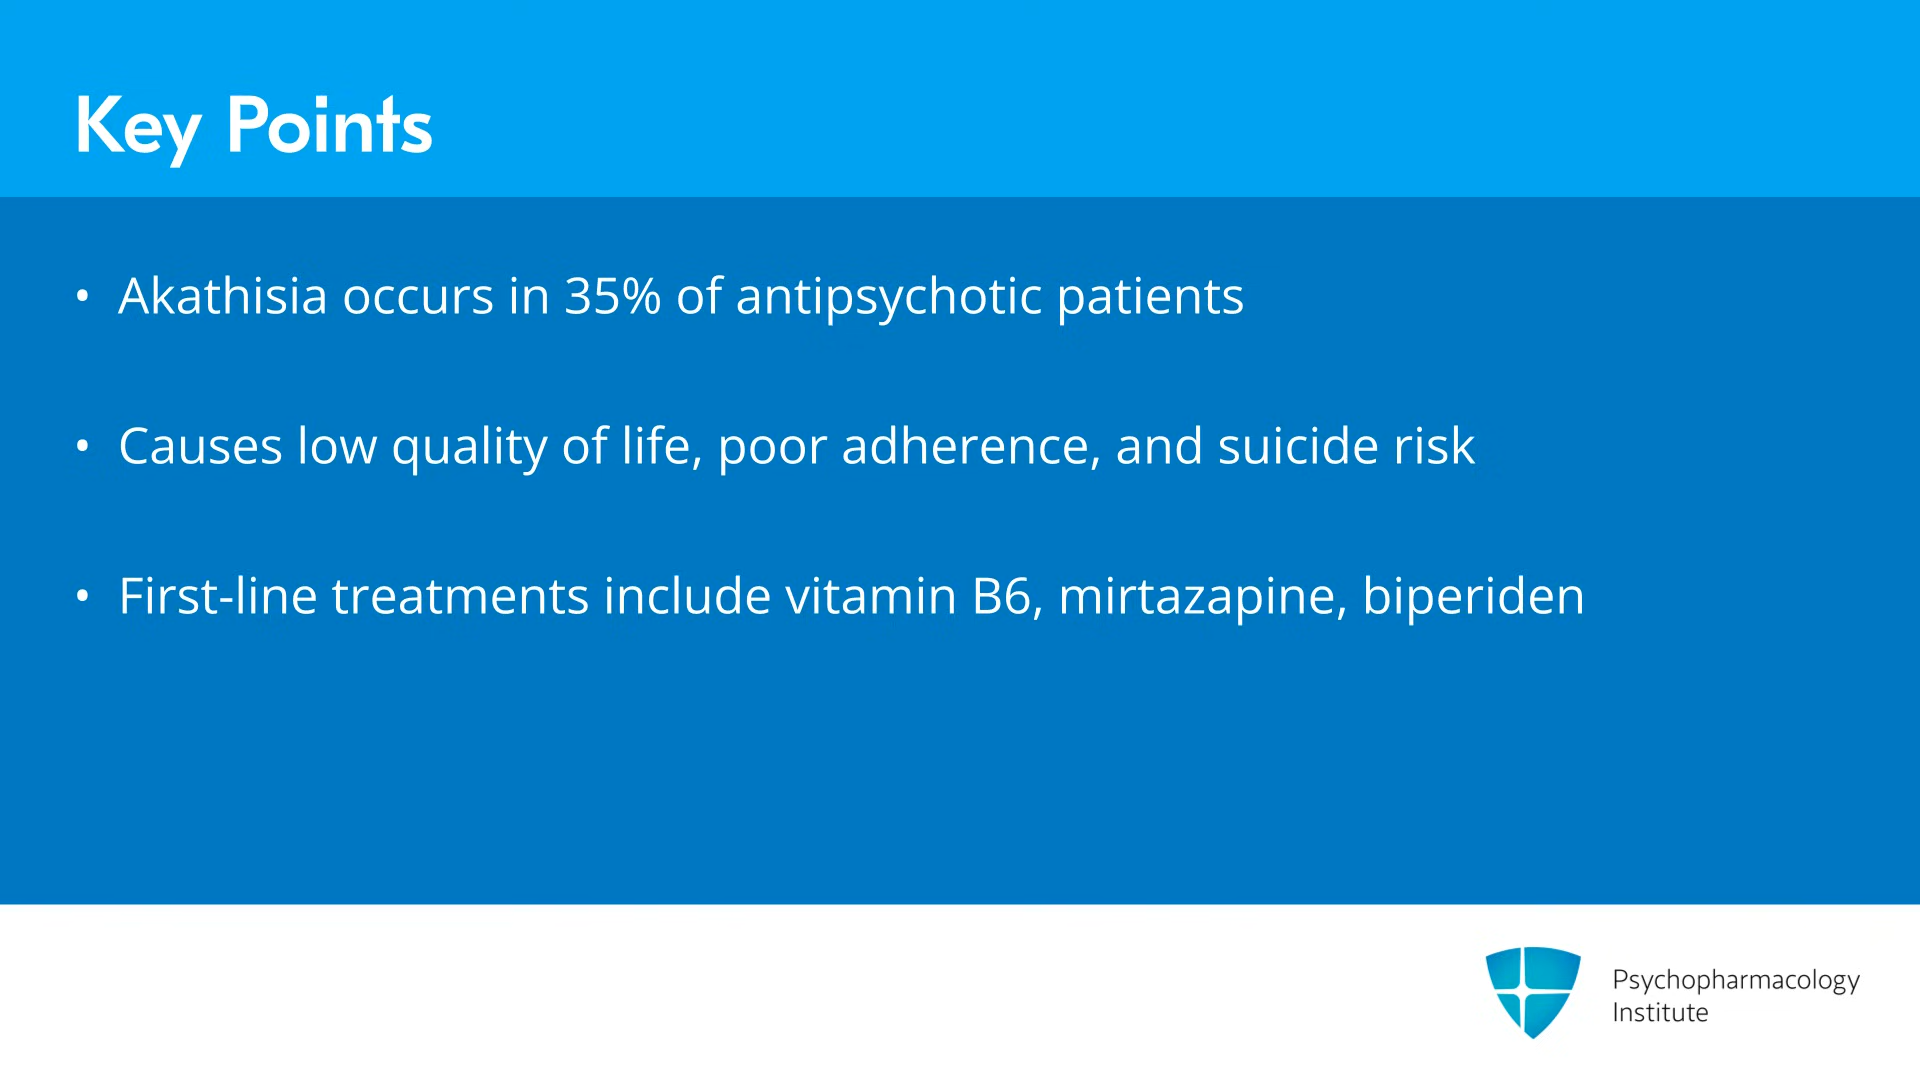 Key Points
• Akathisia occurs in 35% of antipsychotic patients
• Causes low quality of life, poor adherence, and suicide risk
• First-line treatments include vitamin B6, mirtazapine, biperiden
Psychopharmacology
Institute